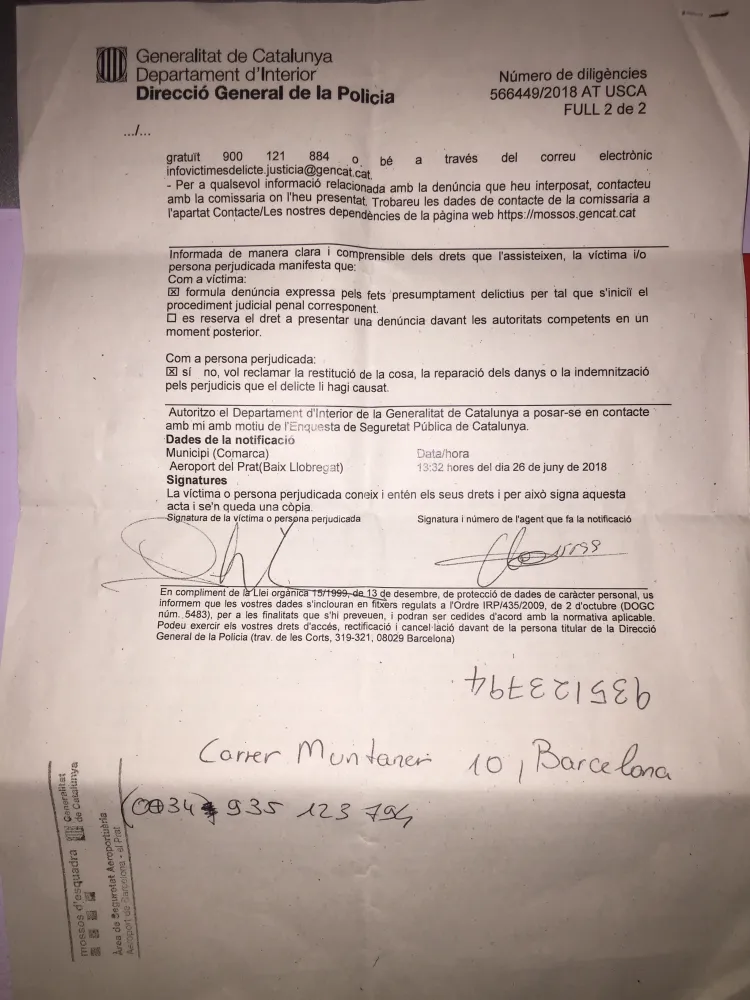 Generalitat de Catalunya
Departament d'Interior
Direcció General de la Policia
Número de diligències
566449/2018 AT USCA
FULL 2 de 2
.../...
gratuït 900 121 884 o bé a través del correu electrònic
infovictimesdelicte.justicia@gencat.cat.
- Per a qualsevol informació relacionada amb la denúncia que heu interposat, contacteu
amb la comissaria on l'heu presentat. Trobareu les dades de contacte de la comissaria a
l'apartat Contacte/Les nostres dependències de la pàgina web https://mossos.gencat.cat
Informada de manera clara i comprensible dels drets que l'assisteixen, la víctima i/o
persona perjudicada manifesta que:
Com a víctima:
☒ formula denúncia expressa pels fets presumptament delictius per tal que s'iniciï el
procediment judicial penal corresponent.
☐ es reserva el dret a presentar una denúncia davant les autoritats competents en un
moment posterior.
Com a persona perjudicada:
☒ sí no, vol reclamar la restitució de la cosa, la reparació dels danys o la indemnització
pels perjudicis que el delicte li hagi causat.
Autoritzo el Departament d'Interior de la Generalitat de Catalunya a posar-se en contacte
amb mi amb motiu de l'Enquesta de Seguretat Pública de Catalunya.
Dades de la notificació
Municipi (Comarca)
Data/hora
Aeroport del Prat(Baix Llobregat)
13:32 hores del dia 26 de juny de 2018
Signatures
La víctima o persona perjudicada coneix i entén els seus drets i per això signa aquesta
acta i se'n queda una còpia.
Signatura de la víctima o persona perjudicada
Signatura i número de l'agent que fa la notificació
En compliment de la Llei orgànica 15/1999, de 13 de desembre, de protecció de dades de caràcter personal, us
informem que les vostres dades s'inclouran en fitxers regulats a l'Ordre IRP/435/2009, de 2 d'octubre (DOGC
núm. 5483), per a les finalitats que s'hi preveuen, i podran ser cedides d'acord amb la normativa aplicable.
Podeu exercir els vostres drets d'accés, rectificació i cancel·lació davant de la persona titular de la Direcció
General de la Policia (trav. de les Corts, 319-321, 08029 Barcelona)
935123794
Carrer Muntaner 10, Barcelona
(0034) 935 123 794
Generalitat
de Catalunya
mossos d'esquadra
Àrea de Seguretat Aeroportuària
Aeroport de Barcelona - el Prat